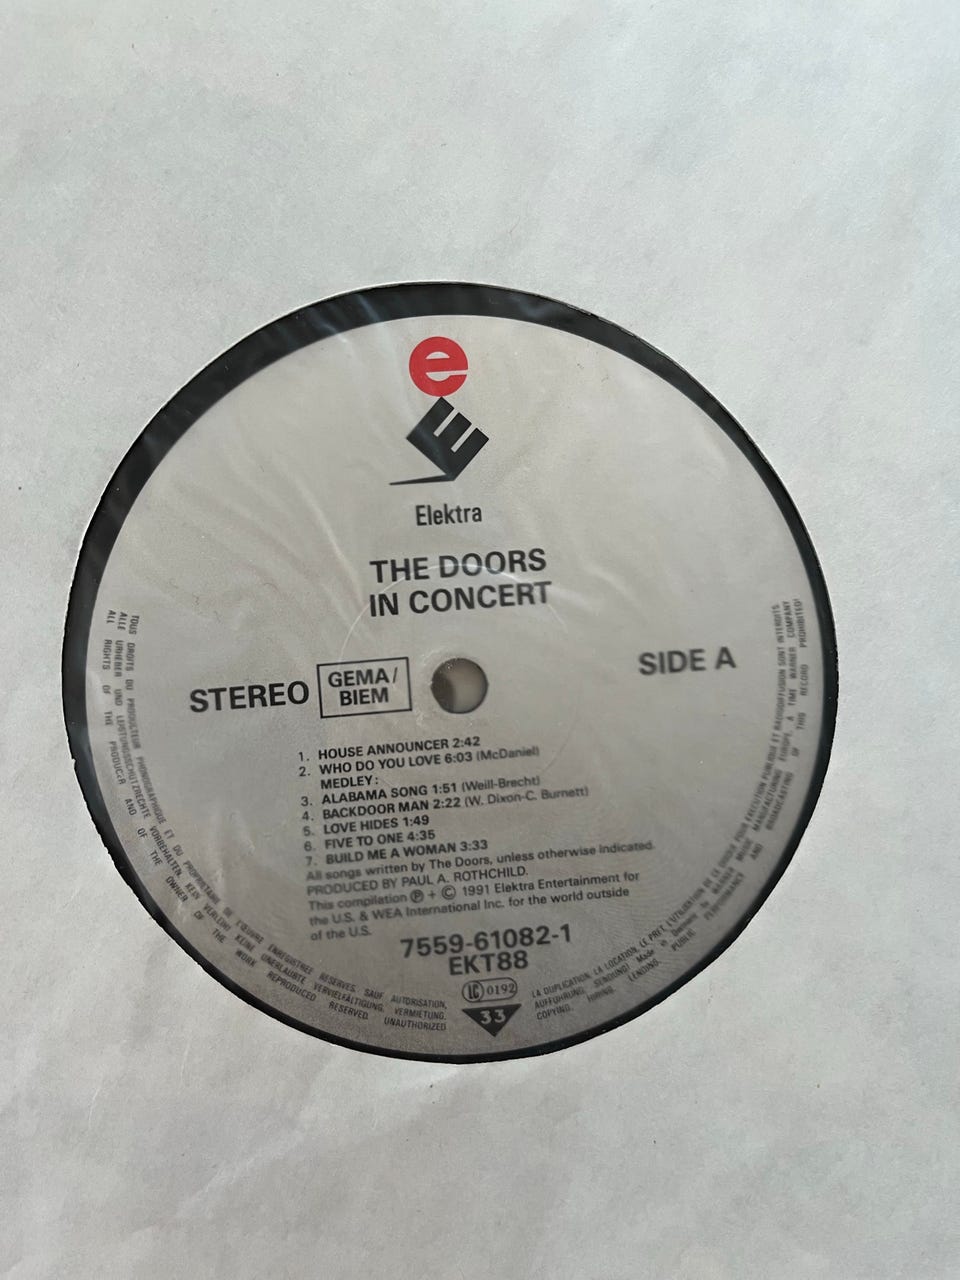 e
E
Elektra
THE DOORS
IN CONCERT
STEREO GEMA/
BIEM
SIDE A
1. HOUSE ANNOUNCER 2:42
2. WHO DO YOU LOVE 6:03 (McDaniel)
MEDLEY:
3. ALABAMA SONG 1:51 (Weill-Brecht)
4. BACKDOOR MAN 2:22 (W. Dixon-C. Burnett)
5. LOVE HIDES 1:49
6. FIVE TO ONE 4:35
7. BUILD ME A WOMAN 3:33
All songs written by The Doors, unless otherwise indicated.
PRODUCED BY PAUL A. ROTHCHILD.
This compilation ℗ + © 1991 Elektra Entertainment for
the U.S. & WEA International Inc. for the world outside
of the U.S.
7559-61082-1
EKT88
LC 0192
33
TOUS DROITS DU PRODUCTEUR PHONOGRAPHIQUE ET DU PROPRIETAIRE DE L'ŒUVRE ENREGISTREE RESERVES. SAUF AUTORISATION,
LA DUPLICATION, LA LOCATION, LE PRET, L'UTILISATION DE CE DISQUE POUR EXECUTION PUBLIQUE ET RADIODIFFUSION SONT INTERDITS
ALLE URHEBER UND LEISTUNGSSCHUTZRECHTE VORBEHALTEN. KEIN VERLEIH! KEINE UNERLAUBTE VERVIELFÄLTIGUNG, VERMIETUNG,
AUFFÜHRUNG, SENDUNG! Made in Germany by WARNER MUSIC MANUFACTURING EUROPE, A TIME WARNER COMPANY
ALL RIGHTS OF THE PRODUCER AND OF THE OWNER OF THE WORK REPRODUCED RESERVED. UNAUTHORIZED
COPYING, HIRING, LENDING, PUBLIC PERFORMANCE AND BROADCASTING OF THIS RECORD PROHIBITED!